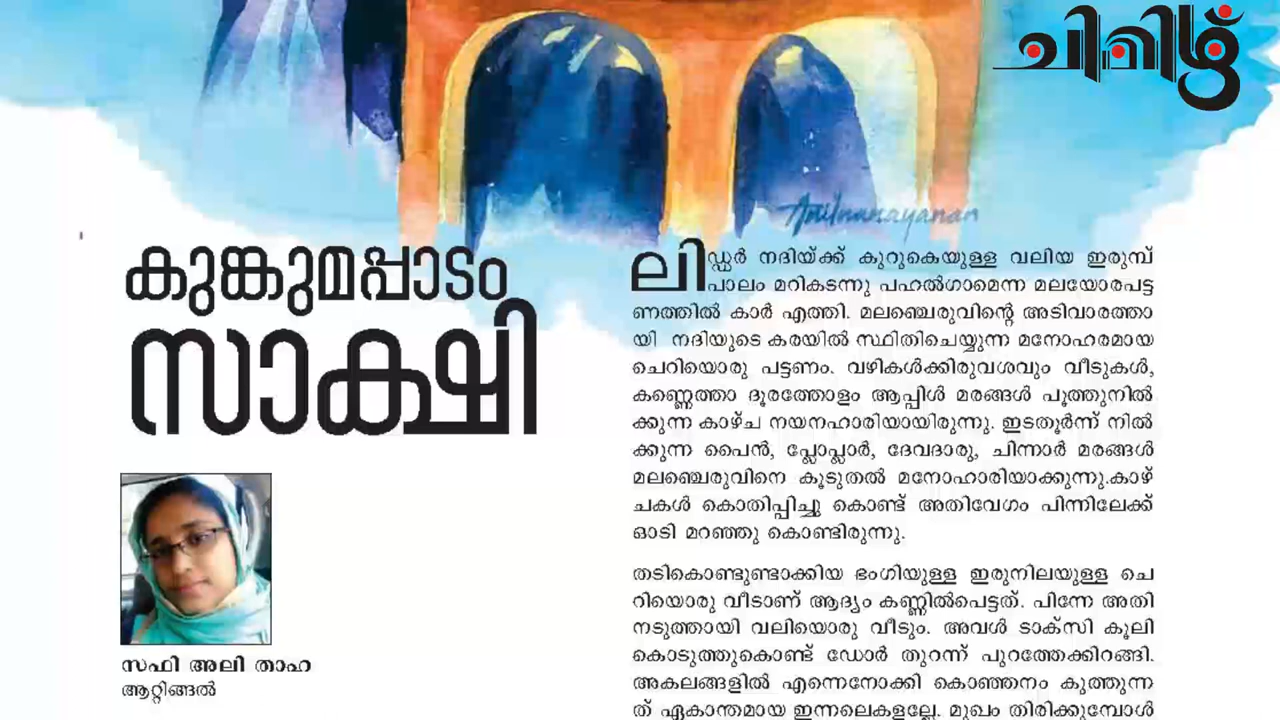 ചിമിഴ്
Anilnarayanan
കുങ്കുമപ്പാടം
സാക്ഷി
സഫി അലി താഹ
ആറ്റിങ്ങൽ
ലിഡ്ഡർ നദിയ്ക്ക് കുറുകെയുള്ള വലിയ ഇരുമ്പ്
പാലം മറികടന്നു പഹൽഗാമെന്ന മലയോരപട്ട
ണത്തിൽ കാർ എത്തി. മലഞ്ചെരുവിന്റെ അടിവാരത്താ
യി നദിയുടെ കരയിൽ സ്ഥിതിചെയ്യുന്ന മനോഹരമായ
ചെറിയൊരു പട്ടണം. വഴികൾക്കിരുവശവും വീടുകൾ,
കണ്ണെത്താ ദൂരത്തോളം ആപ്പിൾ മരങ്ങൾ പൂത്തുനിൽ
ക്കുന്ന കാഴ്ച നയനഹാരിയായിരുന്നു. ഇടതൂർന്ന് നിൽ
ക്കുന്ന പൈൻ, പ്ലോപ്ലാർ, ദേവദാരു, ചിന്നാർ മരങ്ങൾ
മലഞ്ചെരുവിനെ കൂടുതൽ മനോഹാരിയാക്കുന്നു.കാഴ്
ചകൾ കൊതിപ്പിച്ചു കൊണ്ട് അതിവേഗം പിന്നിലേക്ക്
ഓടി മറഞ്ഞു കൊണ്ടിരുന്നു.
തടികൊണ്ടുണ്ടാക്കിയ ഭംഗിയുള്ള ഇരുനിലയുള്ള ചെ
റിയൊരു വീടാണ് ആദ്യം കണ്ണിൽപെട്ടത്. പിന്നേ അതി
നടുത്തായി വലിയൊരു വീടും. അവൾ ടാക്സി കൂലി
കൊടുത്തുകൊണ്ട് ഡോർ തുറന്ന് പുറത്തേക്കിറങ്ങി.
അകലങ്ങളിൽ എന്നെനോക്കി കൊഞ്ഞനം കുത്തുന്ന
ത് ഏകാന്തമായ ഇന്നലെകളല്ലേ. മുഖം തിരിക്കുമ്പോൾ